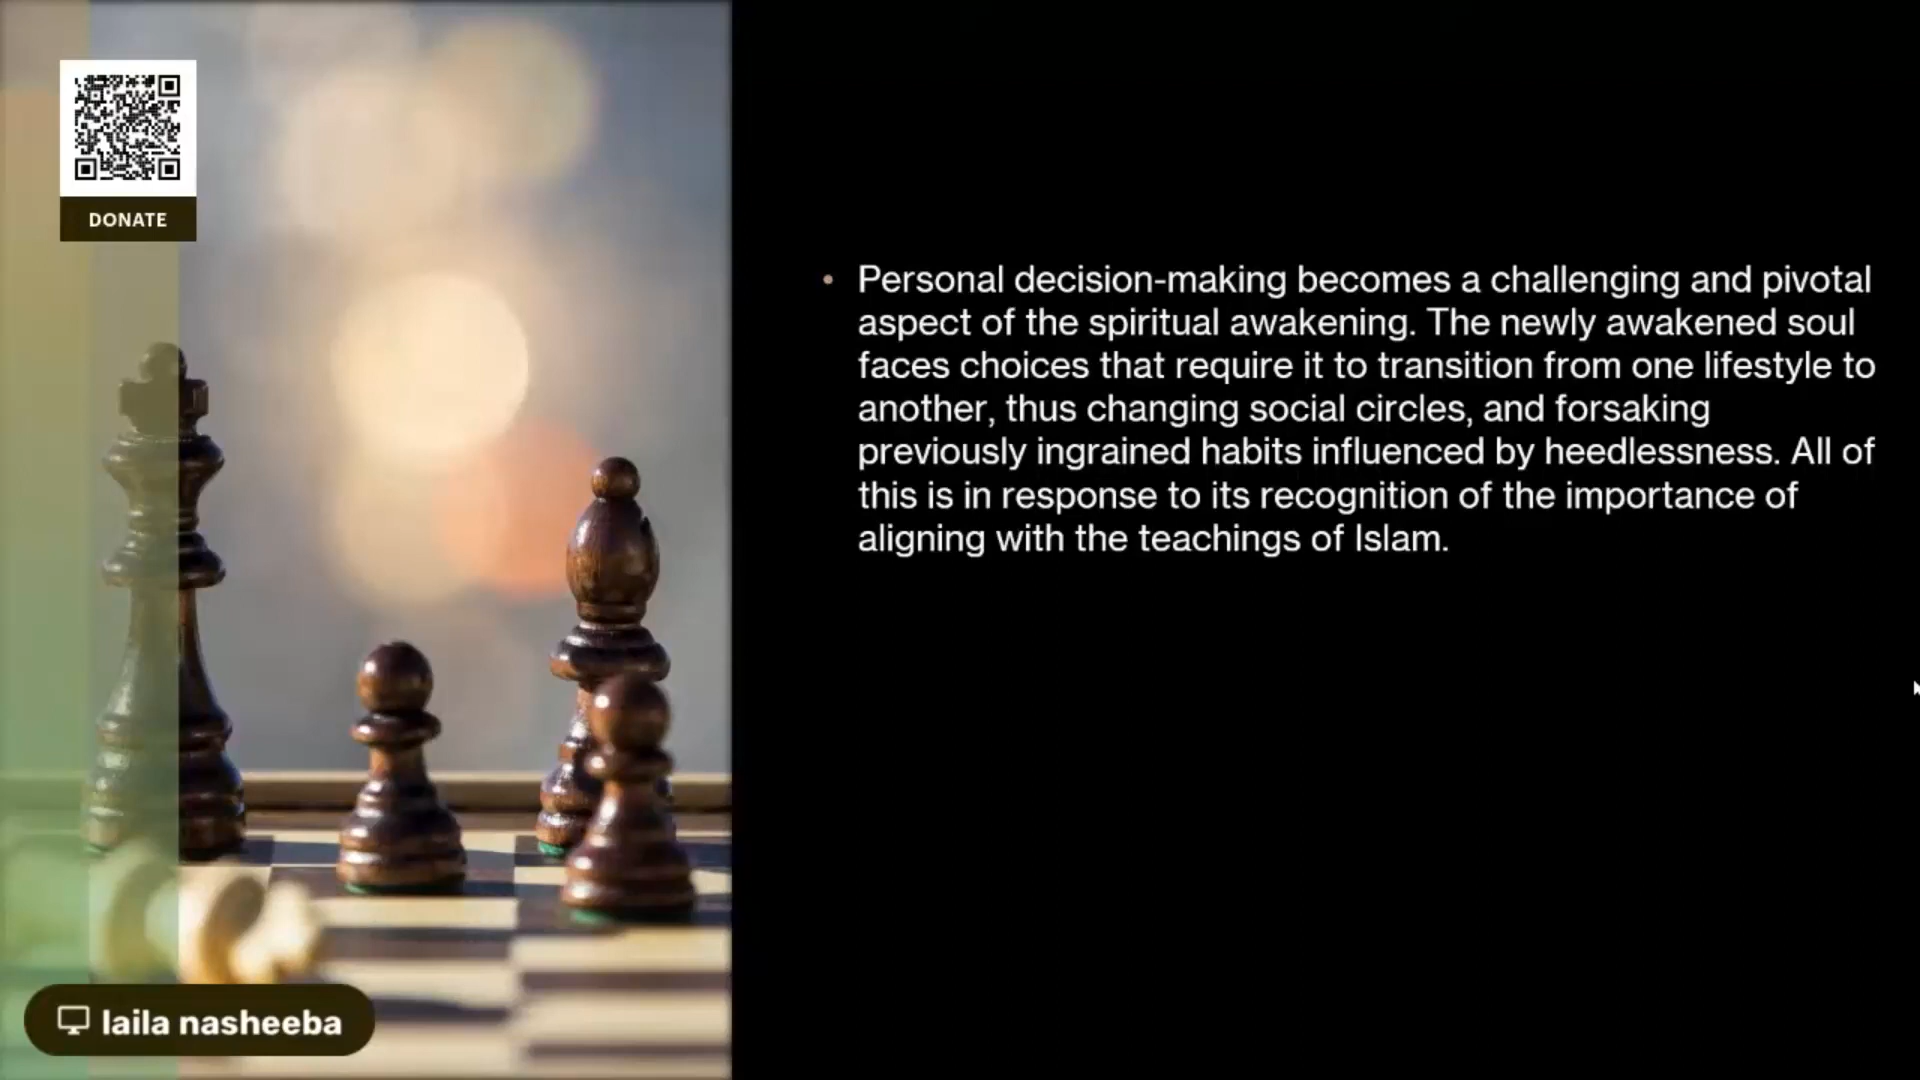 DONATE
• Personal decision-making becomes a challenging and pivotal
aspect of the spiritual awakening. The newly awakened soul
faces choices that require it to transition from one lifestyle to
another, thus changing social circles, and forsaking
previously ingrained habits influenced by heedlessness. All of
this is in response to its recognition of the importance of
aligning with the teachings of Islam.
laila nasheeba